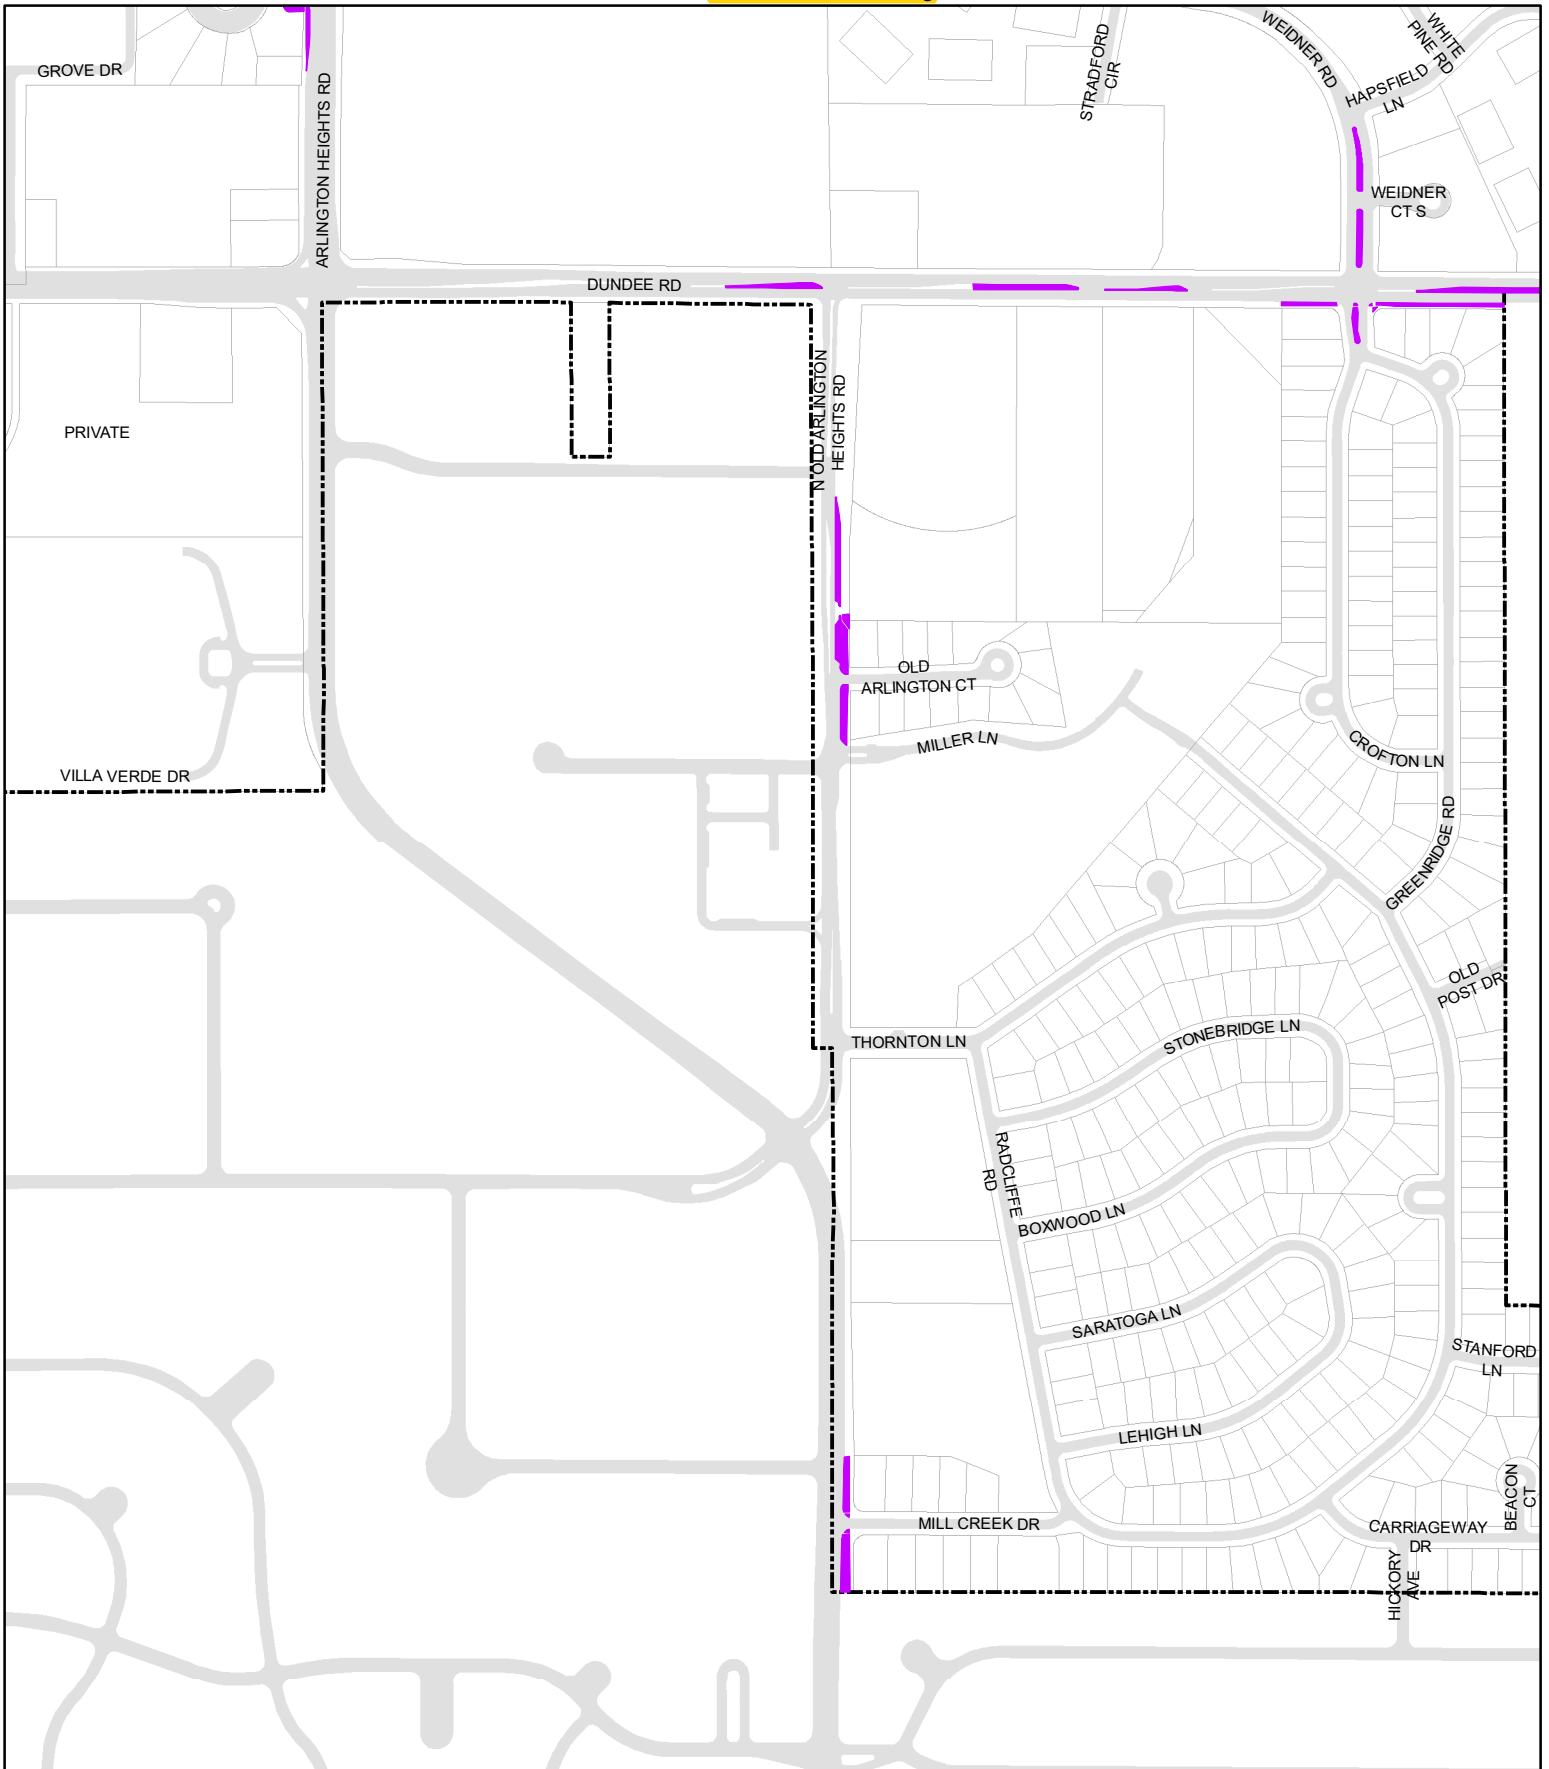 GROVE DR
ARLINGTON HEIGHTS RD
STRADFORD
CIR
WEIDNER RD
WHITE
PINE RD
HAPSFIELD
LN
WEIDNER
CT S
DUNDEE RD
N OLD ARLINGTON
HEIGHTS RD
PRIVATE
OLD
ARLINGTON CT
MILLER LN
CROFTON LN
VILLA VERDE DR
GREENRIDGE RD
OLD
POST DR
THORNTON LN
STONEBRIDGE LN
RADCLIFFE
RD
BOXWOOD LN
SARATOGA LN
STANFORD
LN
LEHIGH LN
BEACON
CT
MILL CREEK DR
CARRIAGEWAY
DR
HICKORY
AVE